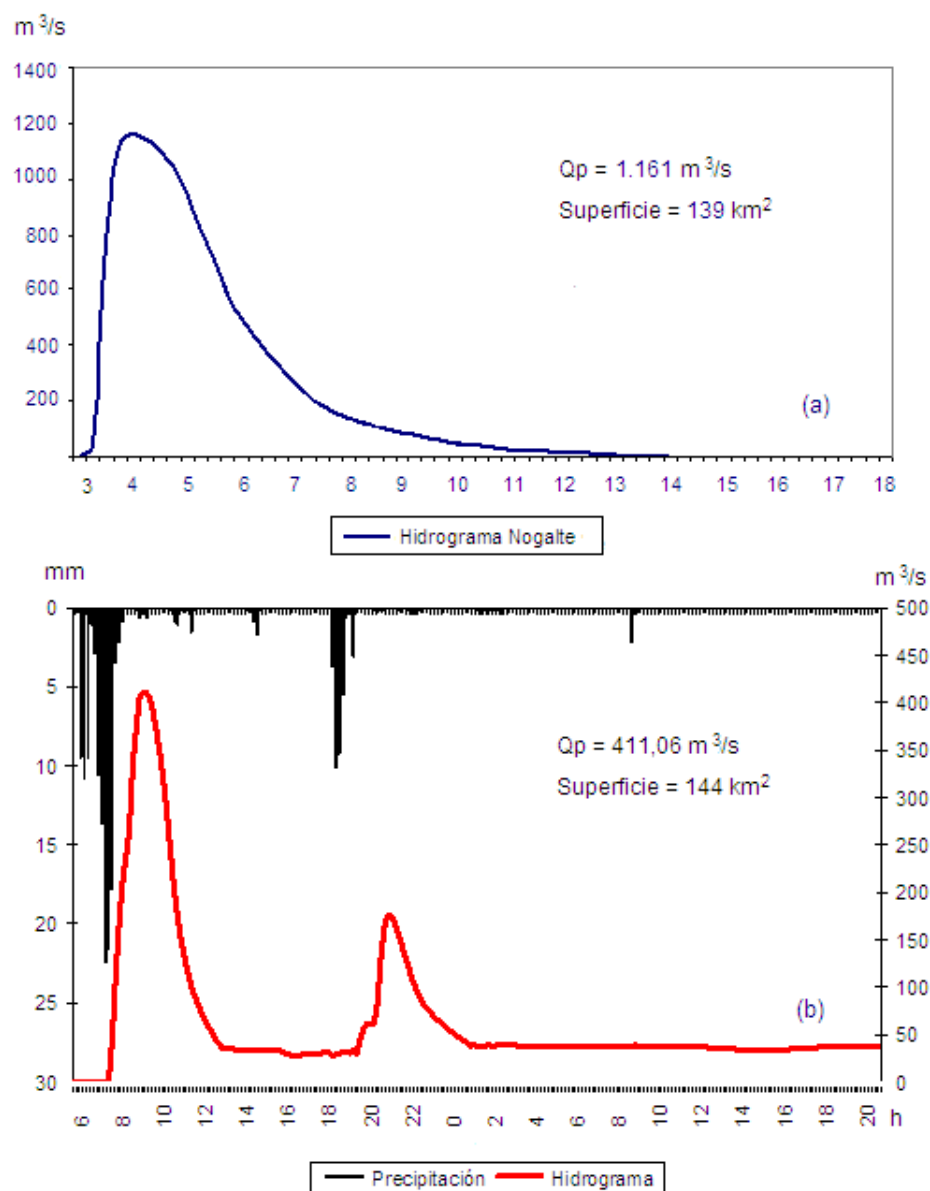 m³/s
1400
1200
1000
800
600
400
200
Qp = 1.161 m³/s
Superficie = 139 km²
(a)
3 4 5 6 7 8 9 10 11 12 13 14 15 16 17 18
Hidrograma Nogalte
mm
m³/s
0
5
10
15
20
25
30
500
450
400
350
300
250
200
150
100
50
0
Qp = 411,06 m³/s
Superficie = 144 km²
(b)
6 8 10 12 14 16 18 20 22 0 2 4 6 8 10 12 14 16 18 20 h
Precipitación Hidrograma